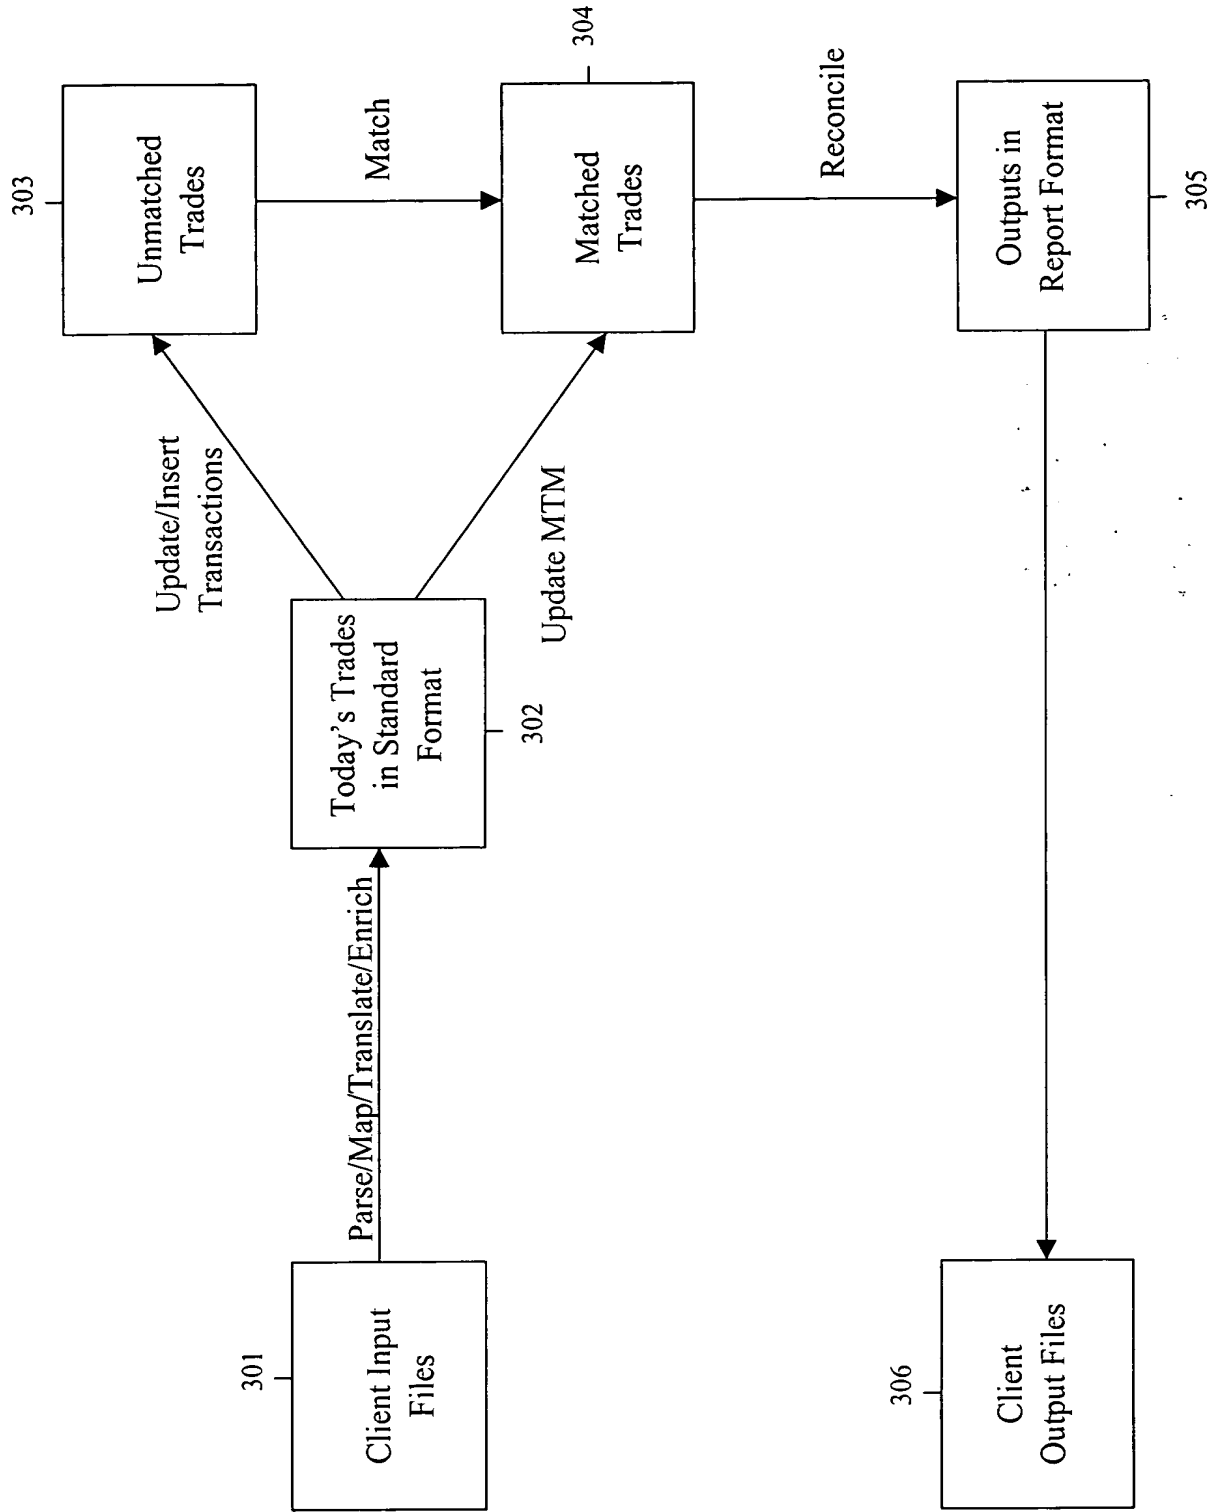 301
Client Input
Files
Parse/Map/Translate/Enrich
Today's Trades
in Standard
Format
302
Update/Insert
Transactions
Update MTM
303
Unmatched
Trades
Match
Matched
Trades
304
Reconcile
Outputs in
Report Format
305
306
Client
Output Files